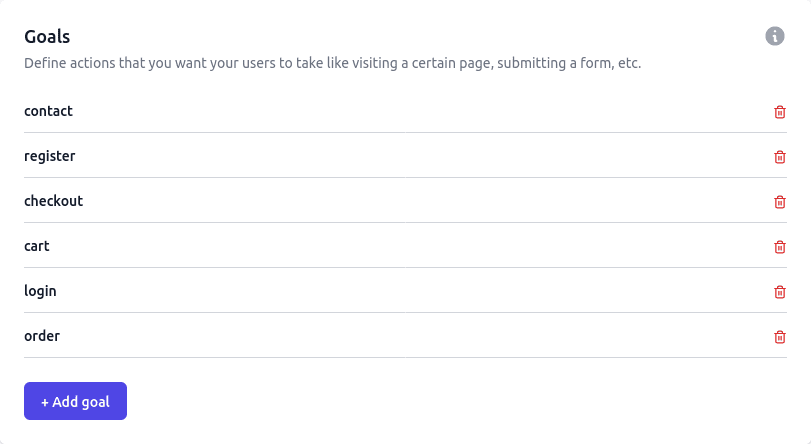 Goals
Define actions that you want your users to take like visiting a certain page, submitting a form, etc.
contact
register
checkout
cart
login
order
+ Add goal